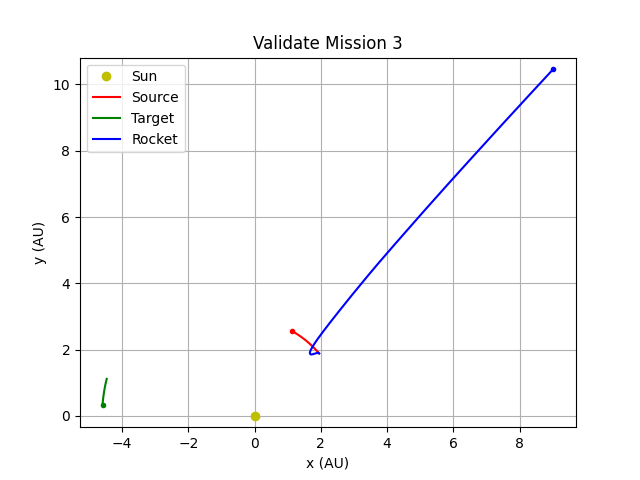 Validate Mission 3
Sun
Source
Target
Rocket
10
8
6
4
2
0
y (AU)
−4
−2
0
2
4
6
8
x (AU)